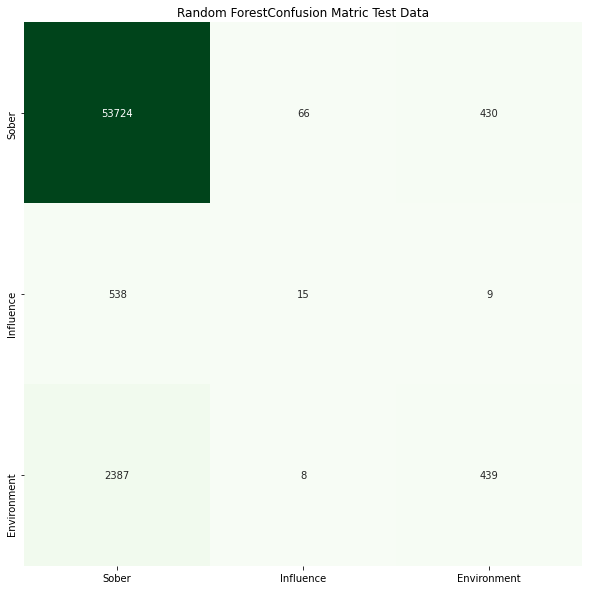 Random ForestConfusion Matric Test Data
Sober
53724 66 430
Influence
538 15 9
Environment
2387 8 439
Sober Influence Environment